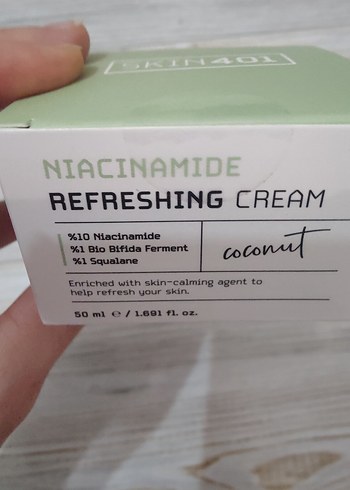 SKIN401
NIACINAMIDE
REFRESHING CREAM
%10 Niacinamide
%1 Bio Bifida Ferment
%1 Squalane
coconut
Enriched with skin-calming agent to
help refresh your skin.
50 ml ℮ / 1.691 fl. oz.